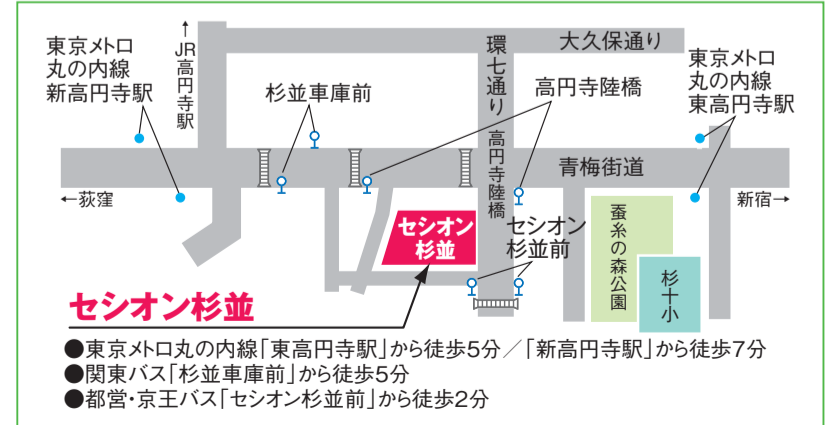 ↑
JR高円寺駅
東京メトロ
丸の内線
新高円寺駅
杉並車庫前
環七通り
高円寺陸橋
大久保通り
高円寺陸橋
東京メトロ
丸の内線
東高円寺駅
青梅街道
←荻窪
新宿→
セシオン
杉並
セシオン
杉並前
蚕糸の森公園
杉十小
セシオン杉並
●東京メトロ丸の内線「東高円寺駅」から徒歩5分／「新高円寺駅」から徒歩7分
●関東バス「杉並車庫前」から徒歩5分
●都営・京王バス「セシオン杉並前」から徒歩2分